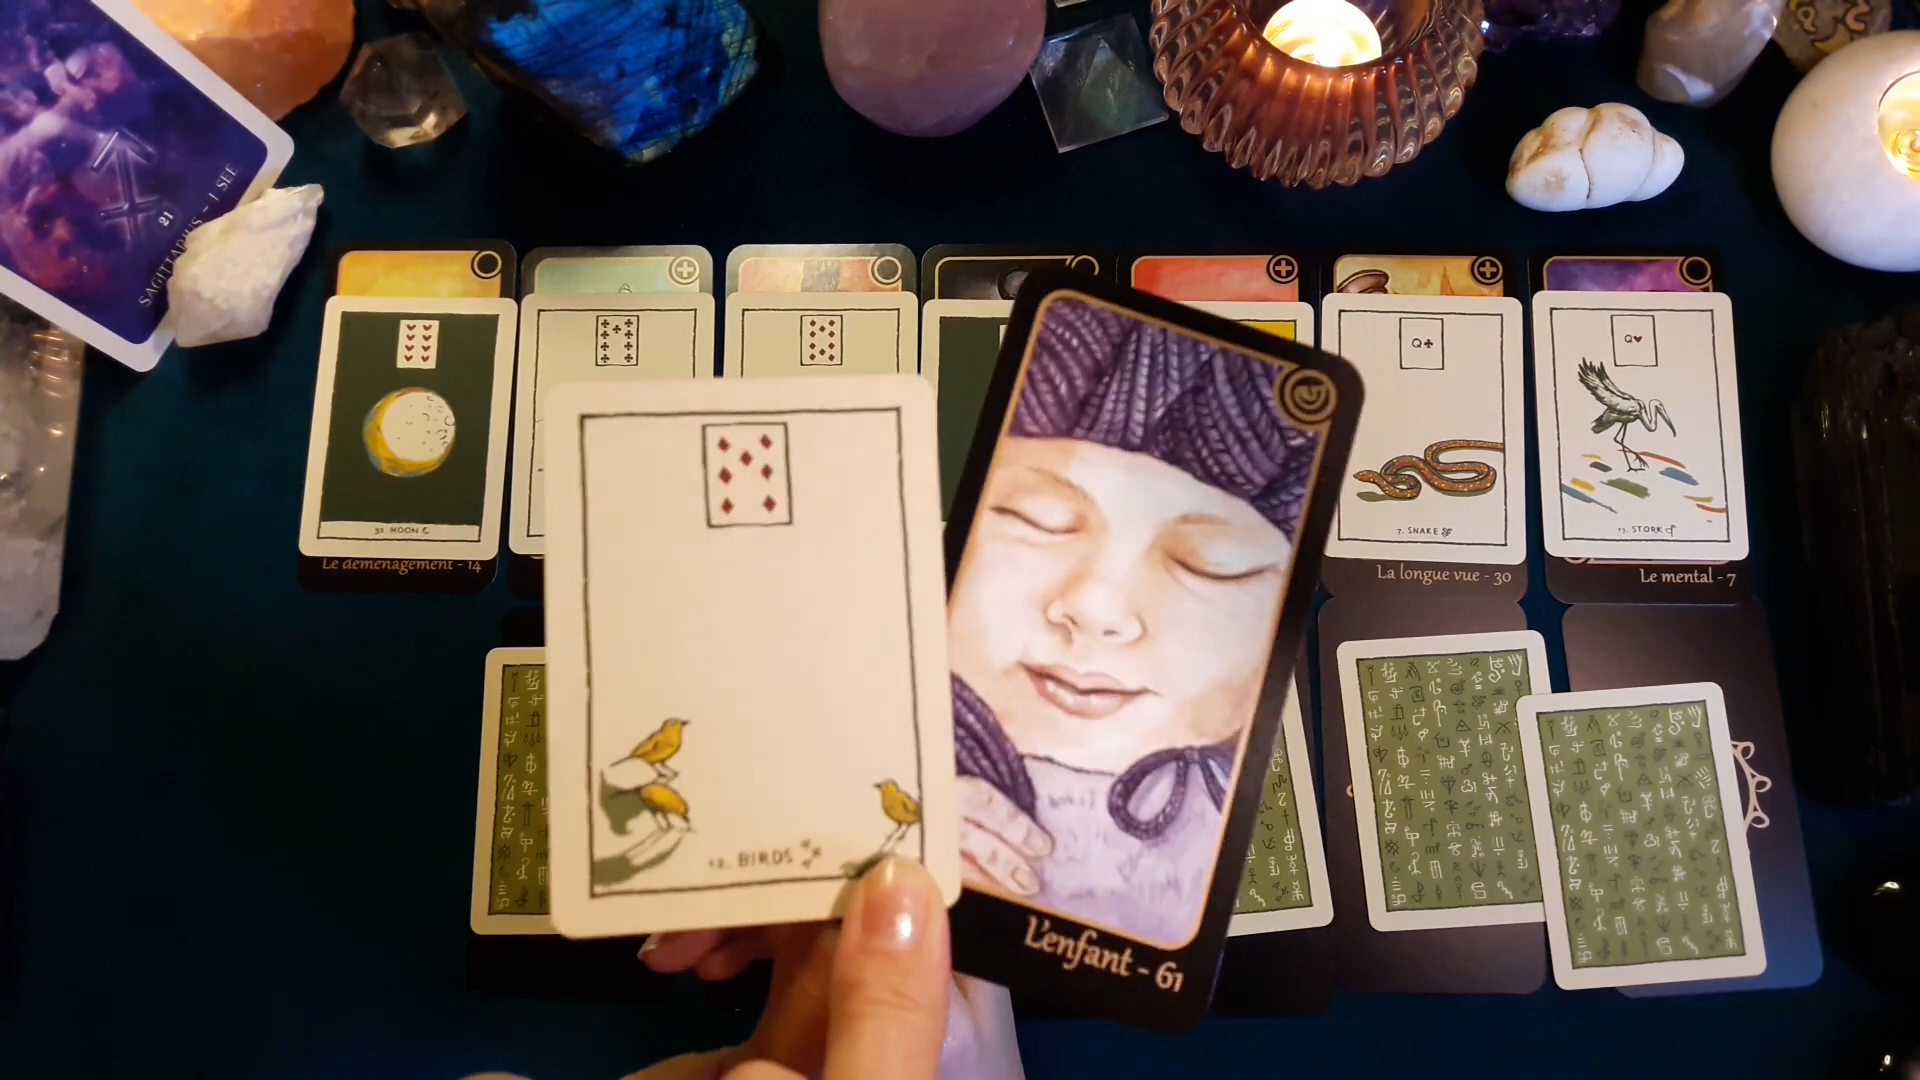 21
SAGITTARIUS - I SEE
32. MOON
Q
7. SNAKE
Q
17. STORK
Le déménagement - 14
La longue vue - 30
Le mental - 7
12. BIRDS
L'enfant - 61